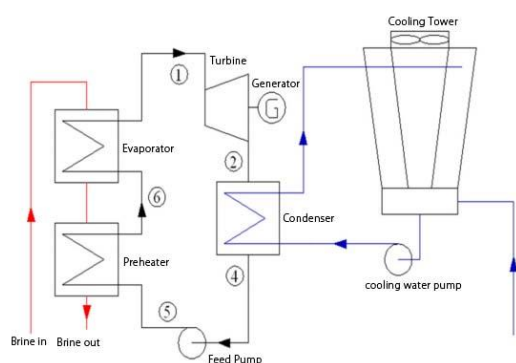 Cooling Tower
Turbine
①
Generator
G
Evaporator
②
⑥
Condenser
Preheater
④
cooling water pump
⑤
Brine in
Brine out
Feed Pump